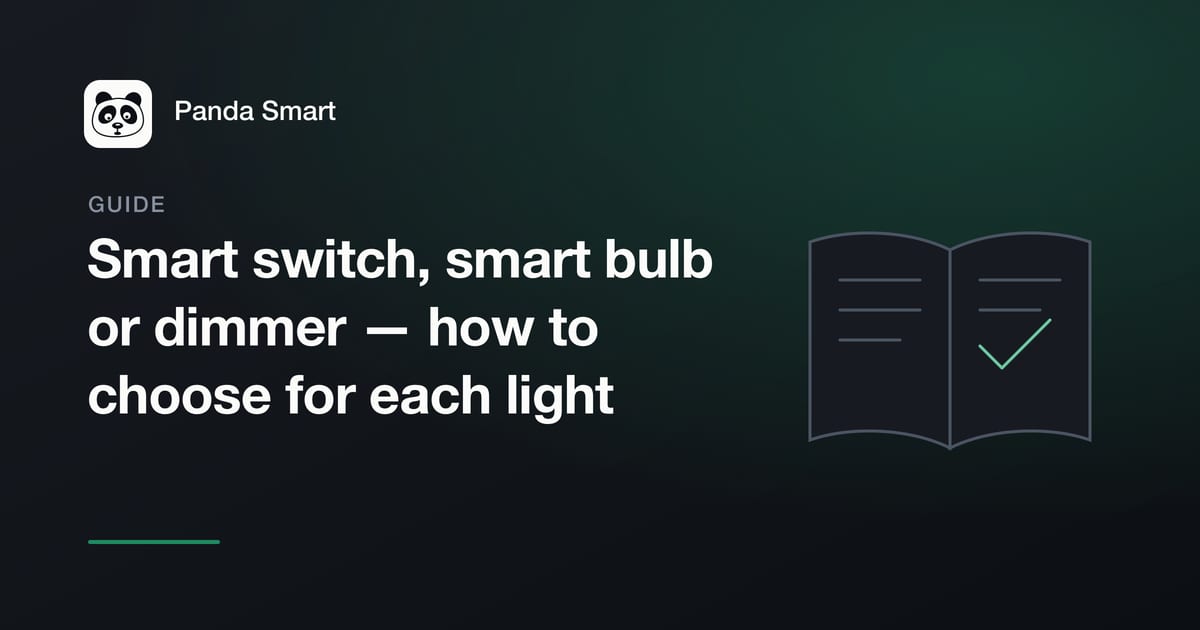 Panda Smart
GUIDE
Smart switch, smart bulb
or dimmer — how to
choose for each light